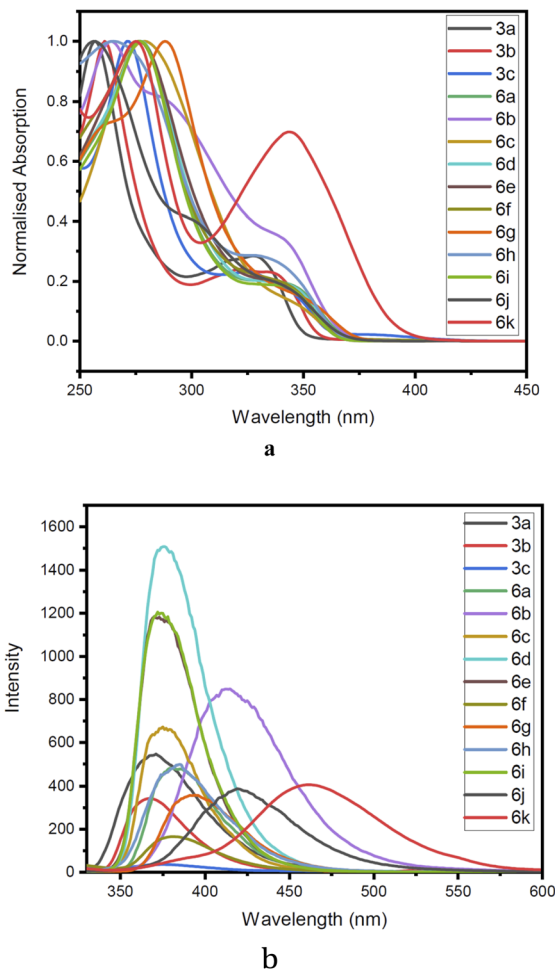 1.0
0.8
0.6
0.4
0.2
0.0
Normalised Absorption
250 300 350 400 450
Wavelength (nm)
3a
3b
3c
6a
6b
6c
6d
6e
6f
6g
6h
6i
6j
6k
a
1600
1400
1200
1000
800
600
400
200
0
Intensity
350 400 450 500 550 600
Wavelength (nm)
3a
3b
3c
6a
6b
6c
6d
6e
6f
6g
6h
6i
6j
6k
b